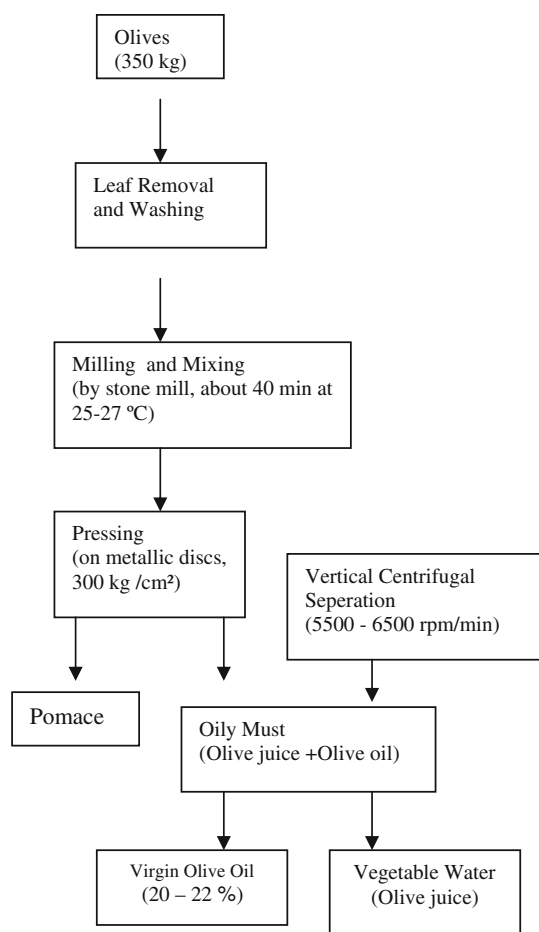 Olives
(350 kg)
Leaf Removal
and Washing
Milling and Mixing
(by stone mill, about 40 min at
25-27 ºC)
Pressing
(on metallic discs,
300 kg /cm²)
Vertical Centrifugal
Seperation
(5500 - 6500 rpm/min)
Pomace
Oily Must
(Olive juice +Olive oil)
Virgin Olive Oil
(20 – 22 %)
Vegetable Water
(Olive juice)